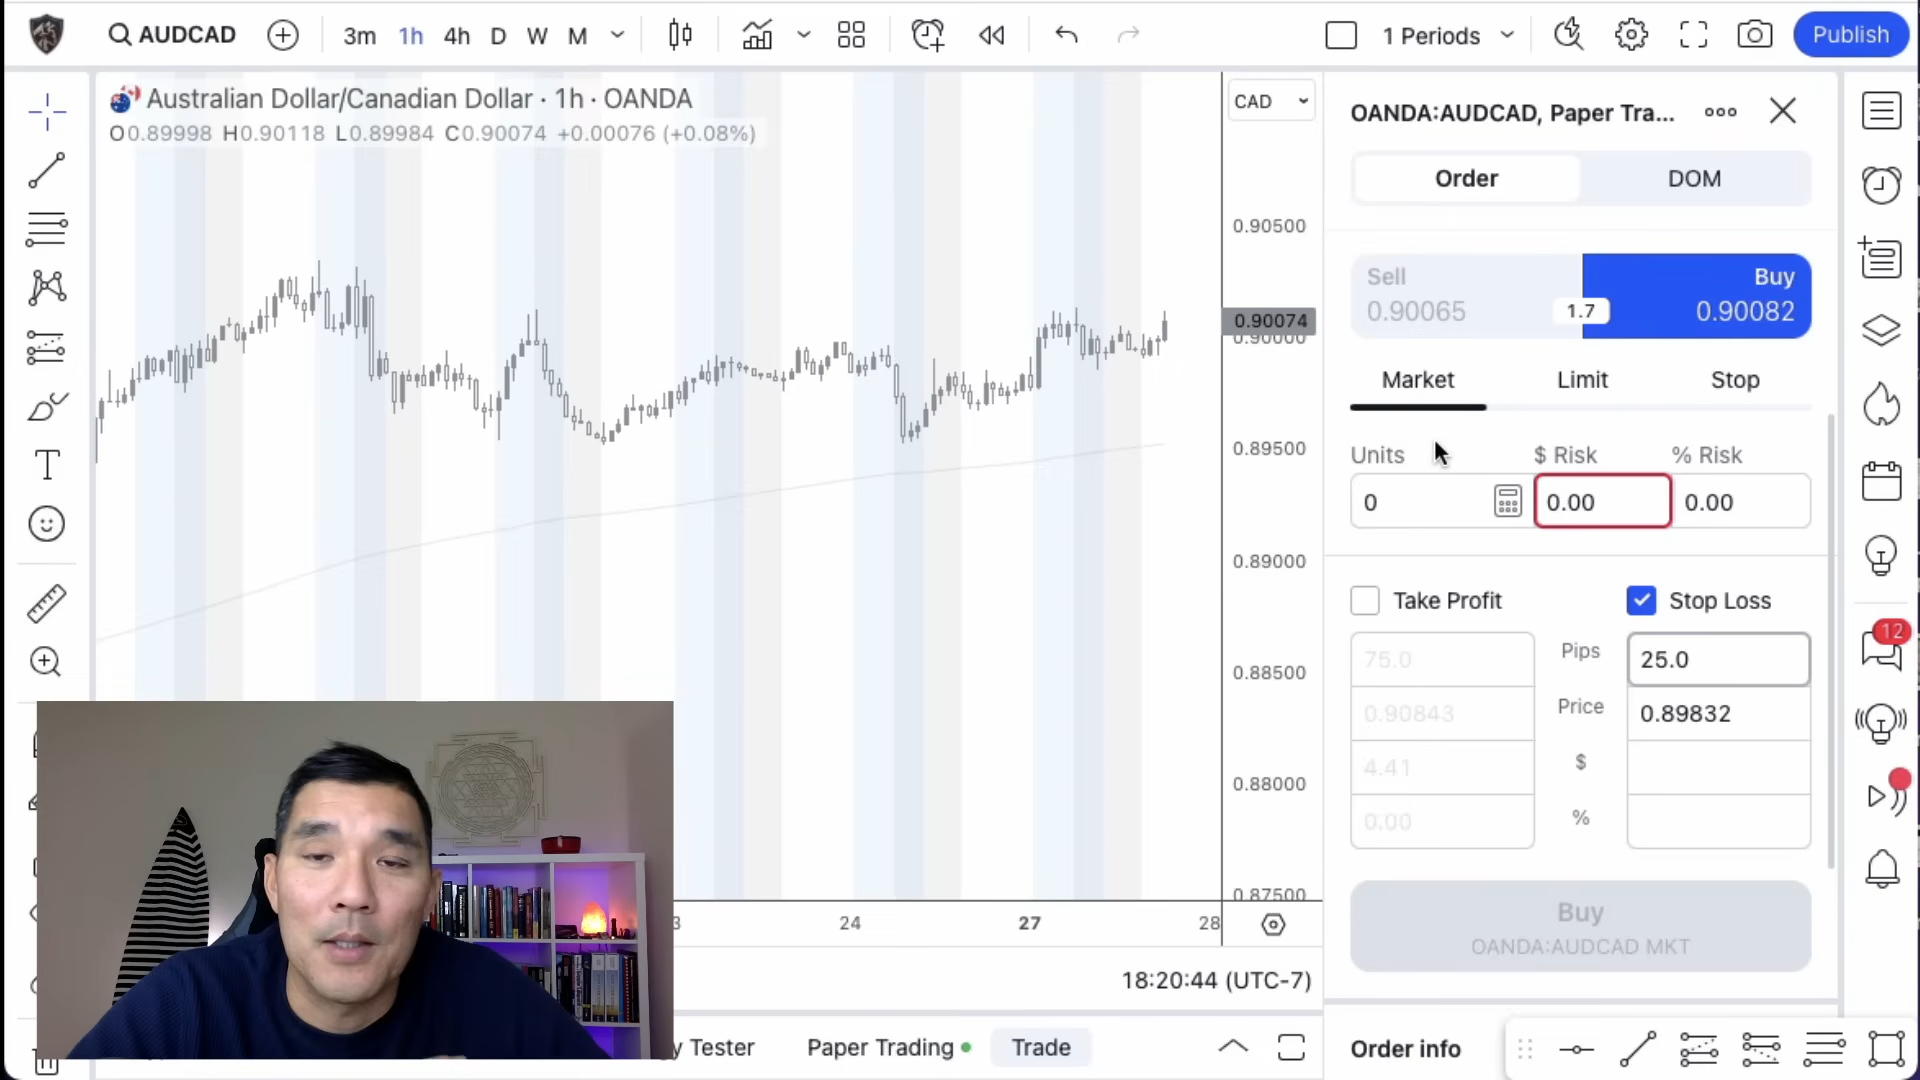 AUDCAD
3m 1h 4h D W M
1 Periods
Publish
Australian Dollar/Canadian Dollar · 1h · OANDA
O0.89998 H0.90118 L0.89984 C0.90074 +0.00076 (+0.08%)
CAD
0.90500
0.90074
0.90000
0.89500
0.89000
0.88500
0.88000
0.87500
24 27 28
18:20:44 (UTC-7)
y Tester Paper Trading Trade
OANDA:AUDCAD, Paper Tra...
Order DOM
Sell Buy
0.90065 1.7 0.90082
Market Limit Stop
Units $ Risk % Risk
0 0.00 0.00
Take Profit Stop Loss
75.0 Pips 25.0
0.90843 Price 0.89832
4.41 $
0.00 %
Buy
OANDA:AUDCAD MKT
Order info
12